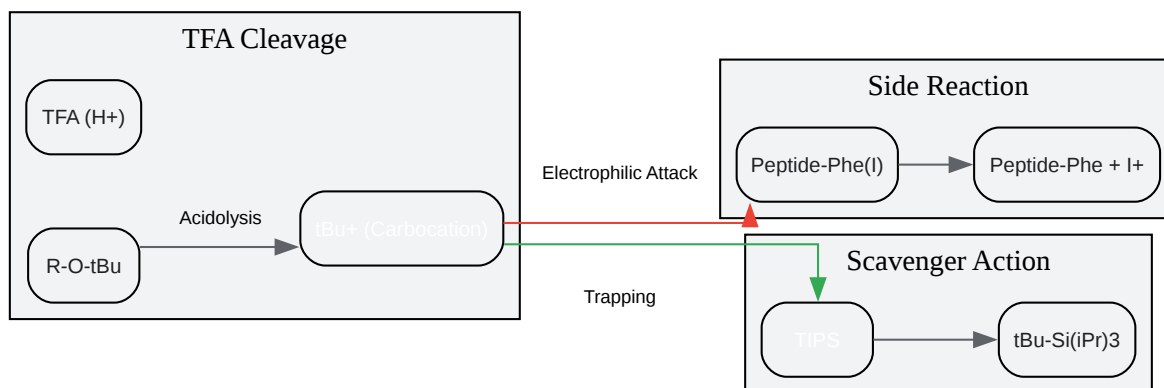 TFA Cleavage
TFA (H+)
R-O-tBu
Acidolysis
tBu+ (Carbocation)
Electrophilic Attack
Trapping
Side Reaction
Peptide-Phe(I)
Peptide-Phe + I+
Scavenger Action
TIPS
tBu-Si(iPr)3